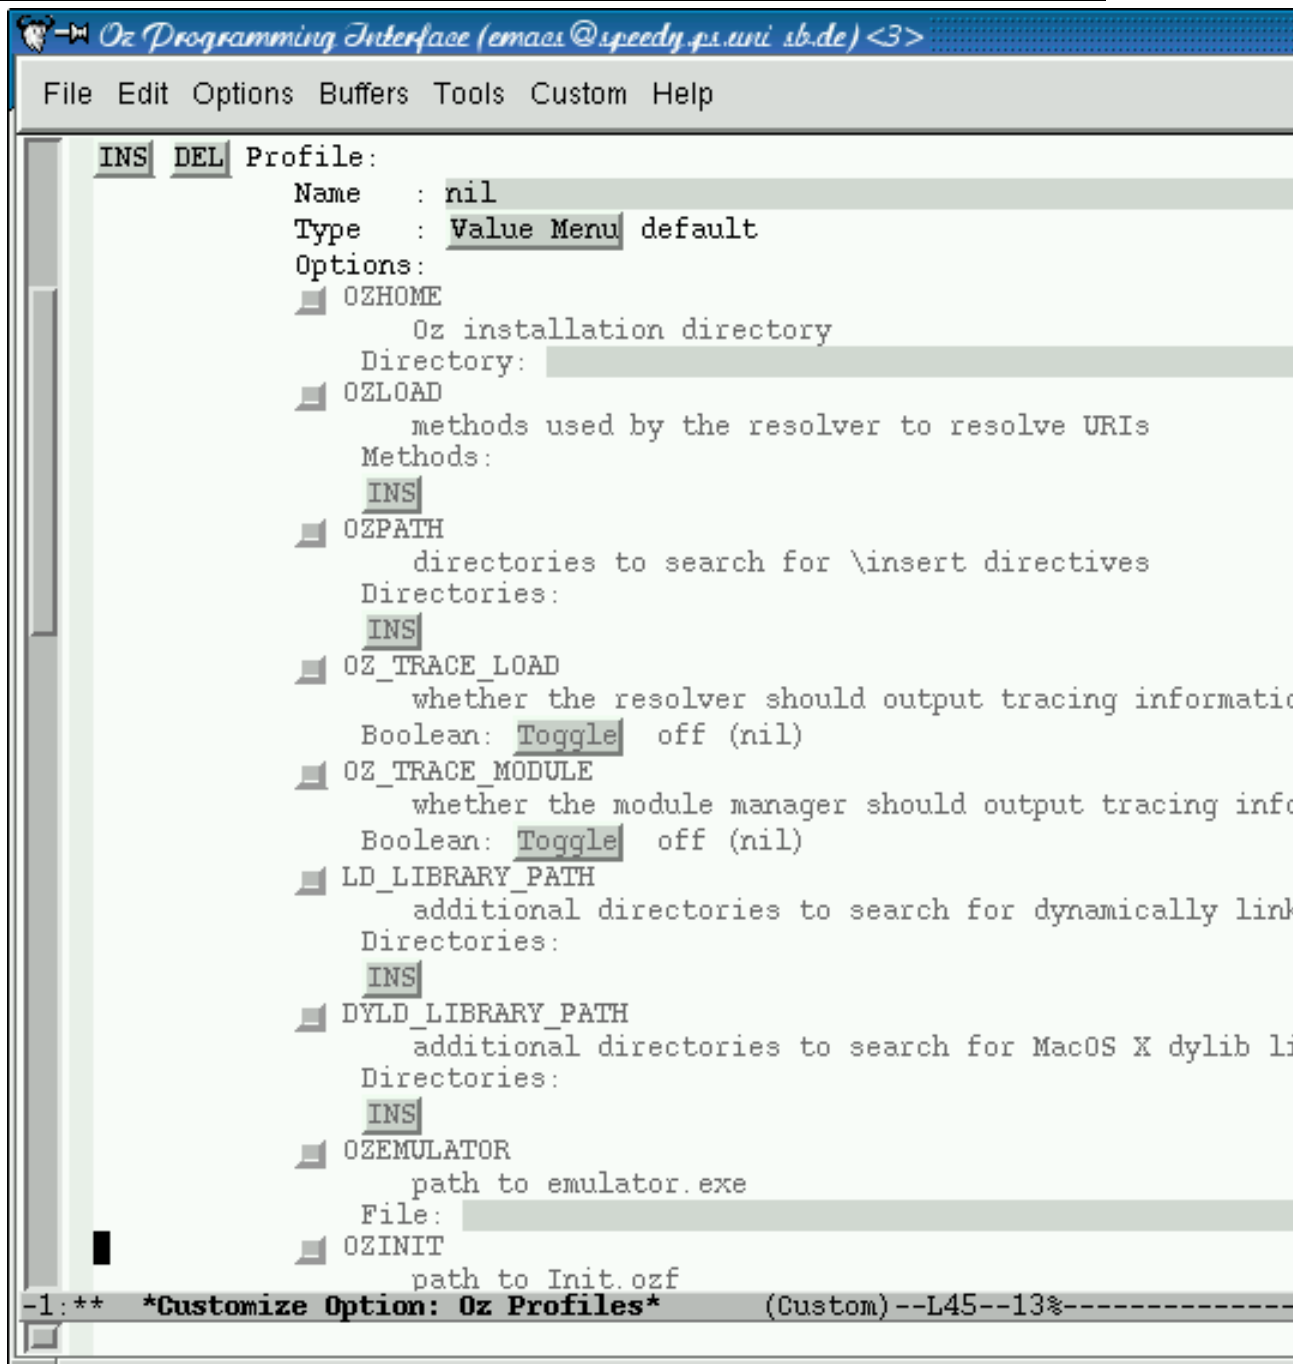 Oz Programming Interface (emacs@speedy.ps.uni sb.de) <3>
File Edit Options Buffers Tools Custom Help
INS DEL Profile:
Name : nil
Type : Value Menu default
Options:
OZHOME
Oz installation directory
Directory:
OZLOAD
methods used by the resolver to resolve URIs
Methods:
INS
OZPATH
directories to search for \insert directives
Directories:
INS
OZ_TRACE_LOAD
whether the resolver should output tracing informatio
Boolean: Toggle off (nil)
OZ_TRACE_MODULE
whether the module manager should output tracing info
Boolean: Toggle off (nil)
LD_LIBRARY_PATH
additional directories to search for dynamically link
Directories:
INS
DYLD_LIBRARY_PATH
additional directories to search for MacOS X dylib li
Directories:
INS
OZEMULATOR
path to emulator.exe
File:
OZINIT
path to Init.ozf
-1:** *Customize Option: Oz Profiles* (Custom)--L45--13%--------------